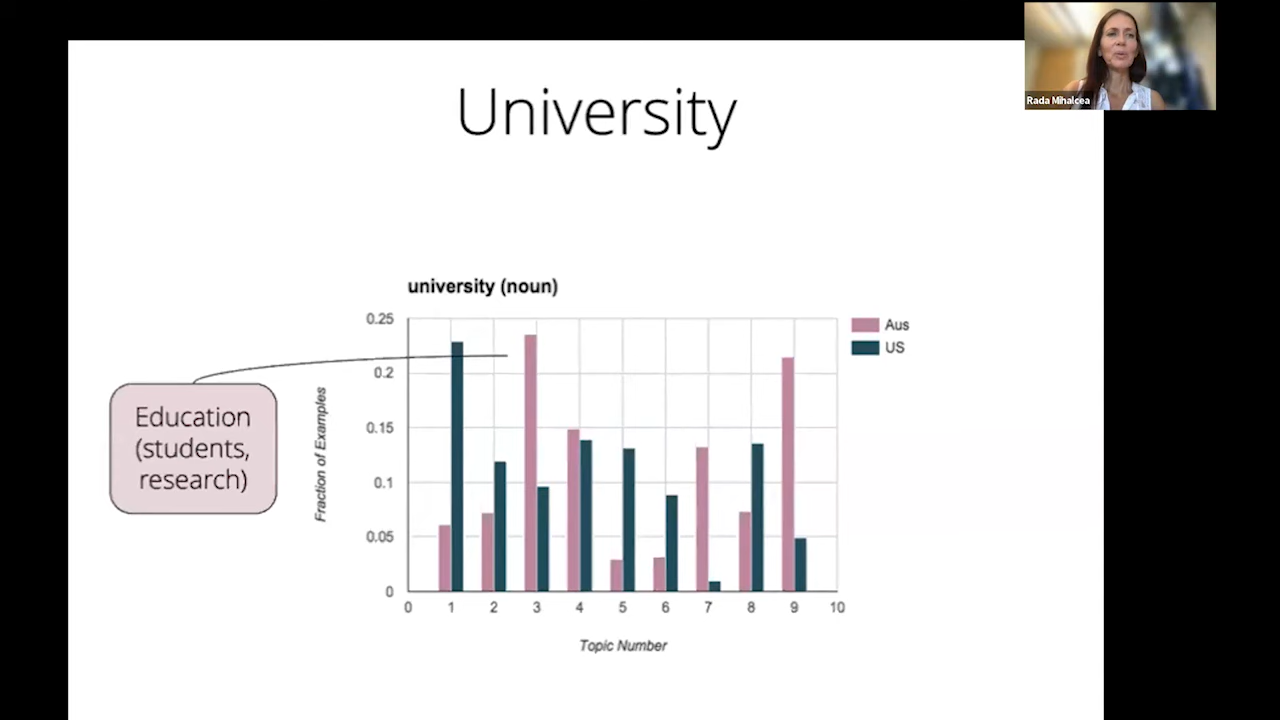 Rada Mihalcea
University
university (noun)
0.25
0.2
0.15
0.1
0.05
0
Fraction of Examples
0 1 2 3 4 5 6 7 8 9 10
Topic Number
Aus
US
Education
(students,
research)